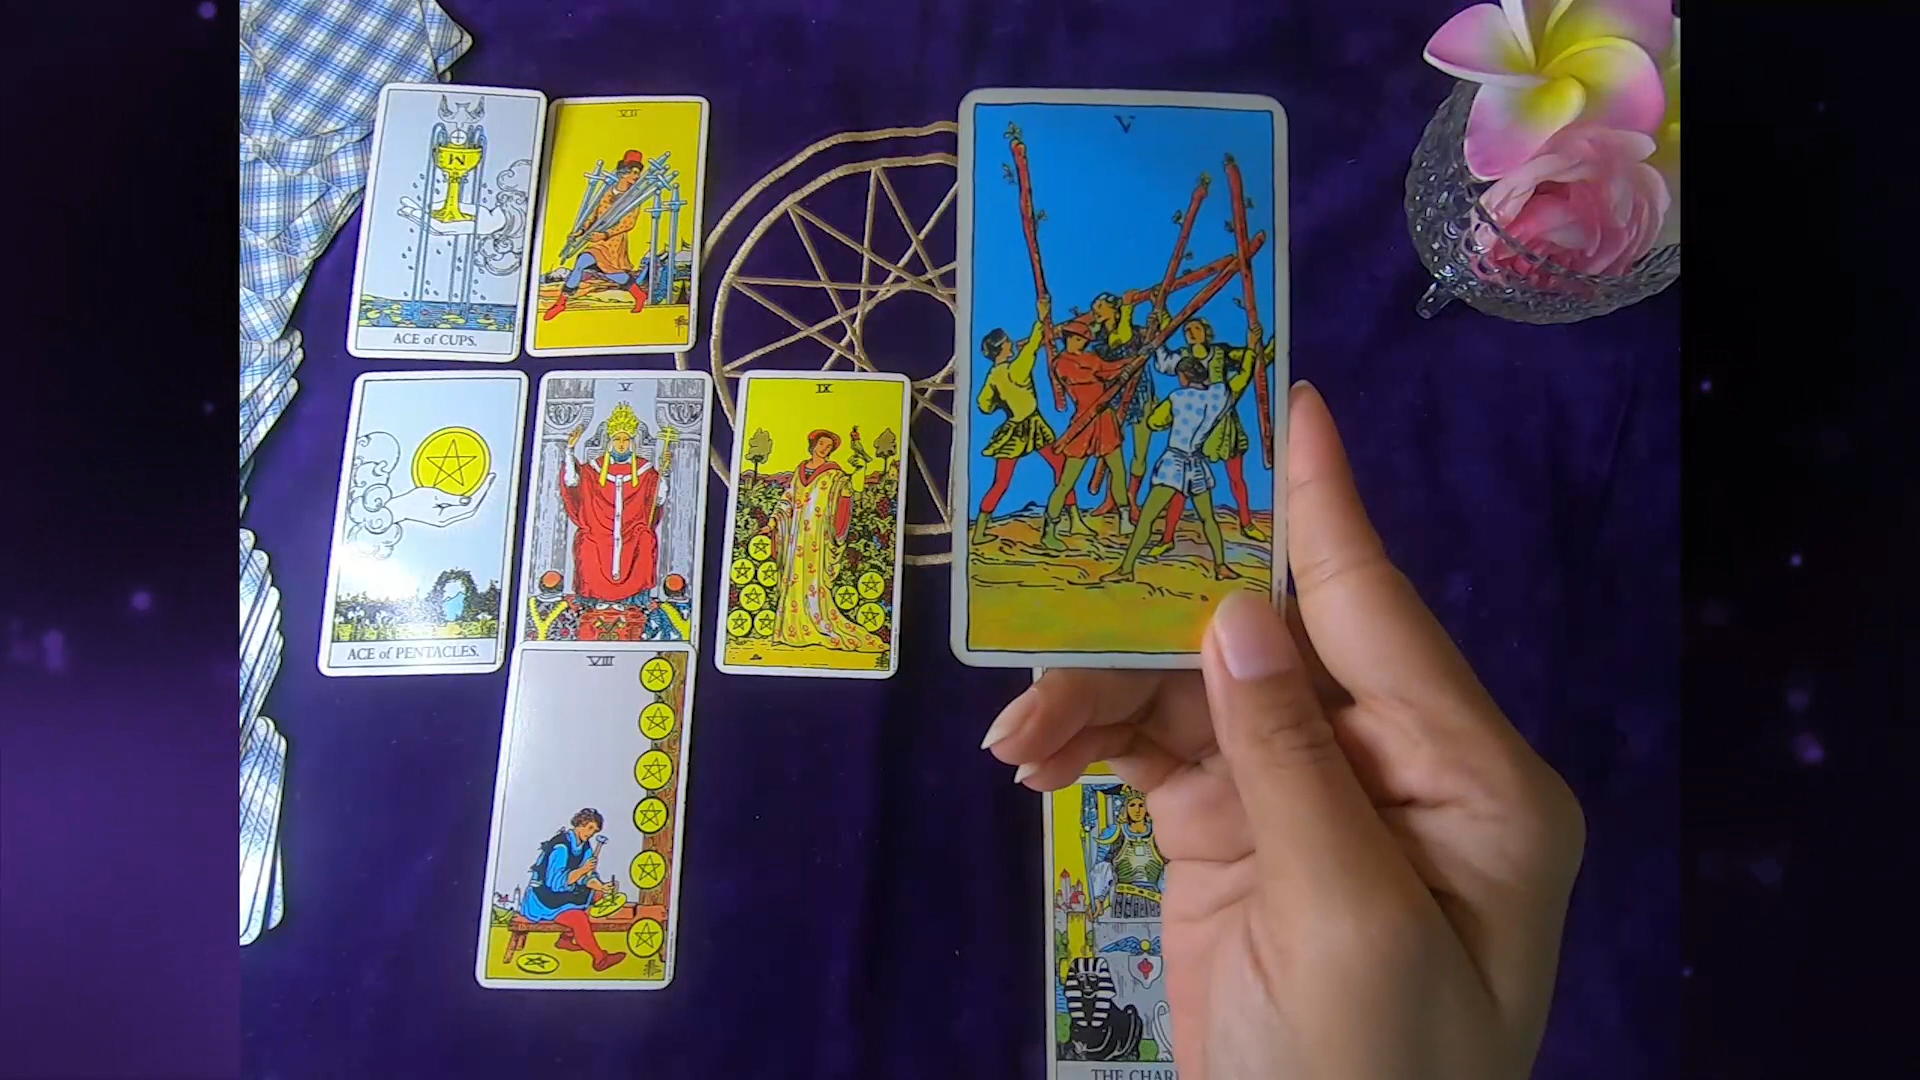 VII
V
ACE of CUPS.
V
IX
ACE of PENTACLES.
VIII
THE CHAR